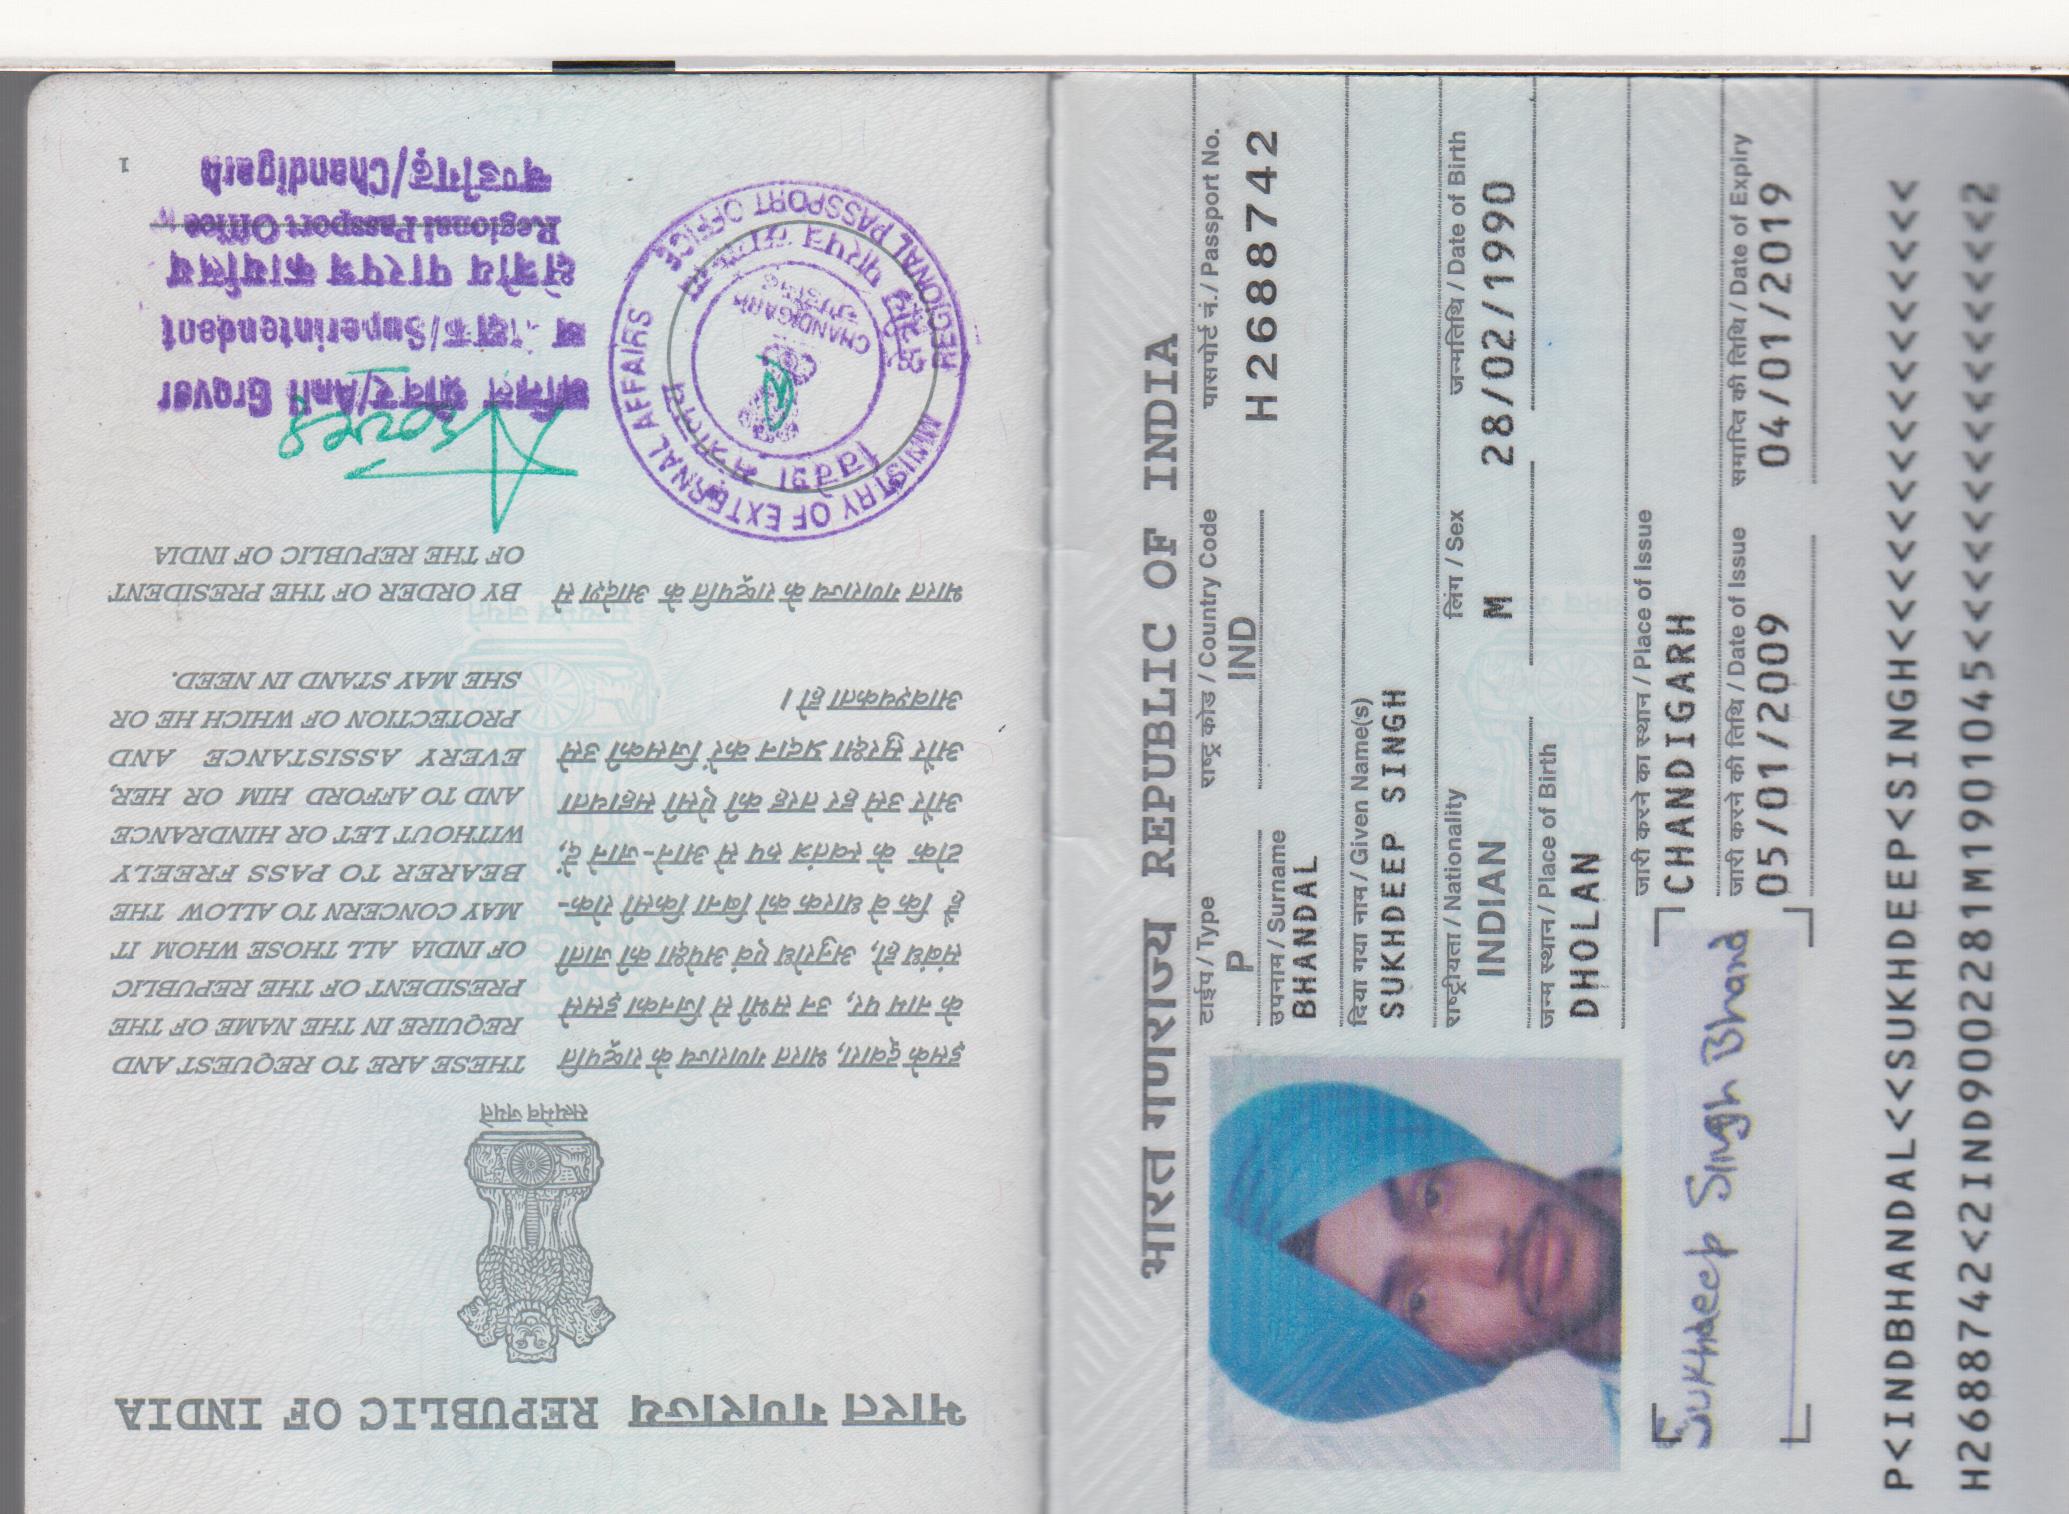 भारत गणराज्य REPUBLIC OF INDIA
सत्यमेव जयते
इसके द्वारा, भारत गणराज्य के राष्ट्रपति
के नाम पर, उन सभी से जिनका इससे
संबंध हो, अनुरोध एवं अपेक्षा की जाती
है कि वे धारक को बिना किसी रोक-
टोक के स्वतंत्र रूप से आने-जाने दें,
और उसे हर तरह की ऐसी सहायता
और सुरक्षा प्रदान करें जिसकी उसे
आवश्यकता हो।
THESE ARE TO REQUEST AND
REQUIRE IN THE NAME OF THE
PRESIDENT OF THE REPUBLIC
OF INDIA ALL THOSE WHOM IT
MAY CONCERN TO ALLOW THE
BEARER TO PASS FREELY
WITHOUT LET OR HINDRANCE
AND TO AFFORD HIM OR HER,
EVERY ASSISTANCE AND
PROTECTION OF WHICH HE OR
SHE MAY STAND IN NEED.
भारत गणराज्य के राष्ट्रपति के आदेश से
BY ORDER OF THE PRESIDENT
OF THE REPUBLIC OF INDIA
MINISTRY OF EXTERNAL AFFAIRS
REGIONAL PASSPORT OFFICE
विदेश मंत्रालय
CHANDIGARH
अनिल ग्रोवर/Anil Grover
Superintendent
क्षेत्रीय पारपत्र कार्यालय
Regional Passport Office
चण्डीगढ़/Chandigarh
1
भारत गणराज्य REPUBLIC OF INDIA
टाईप / Type राष्ट्र कोड / Country Code पासपोर्ट नं. / Passport No.
P IND H2688742
उपनाम / Surname
BHANDAL
दिया गया नाम / Given Name(s)
SUKHDEEP SINGH
राष्ट्रीयता / Nationality लिंग / Sex जन्मतिथि / Date of Birth
INDIAN M 28/02/1990
जन्म स्थान / Place of Birth
DHOLAN
जारी करने का स्थान / Place of Issue
CHANDIGARH
जारी करने की तिथि / Date of Issue समाप्ति की तिथि / Date of Expiry
05/01/2009 04/01/2019
Sukhdeep Singh Bhand
P<INDBHANDAL<<SUKHDEEP<SINGH<<<<<<<<<<<<<<<<
H2688742<2IND9002281M1901045<<<<<<<<<<<<<<<2